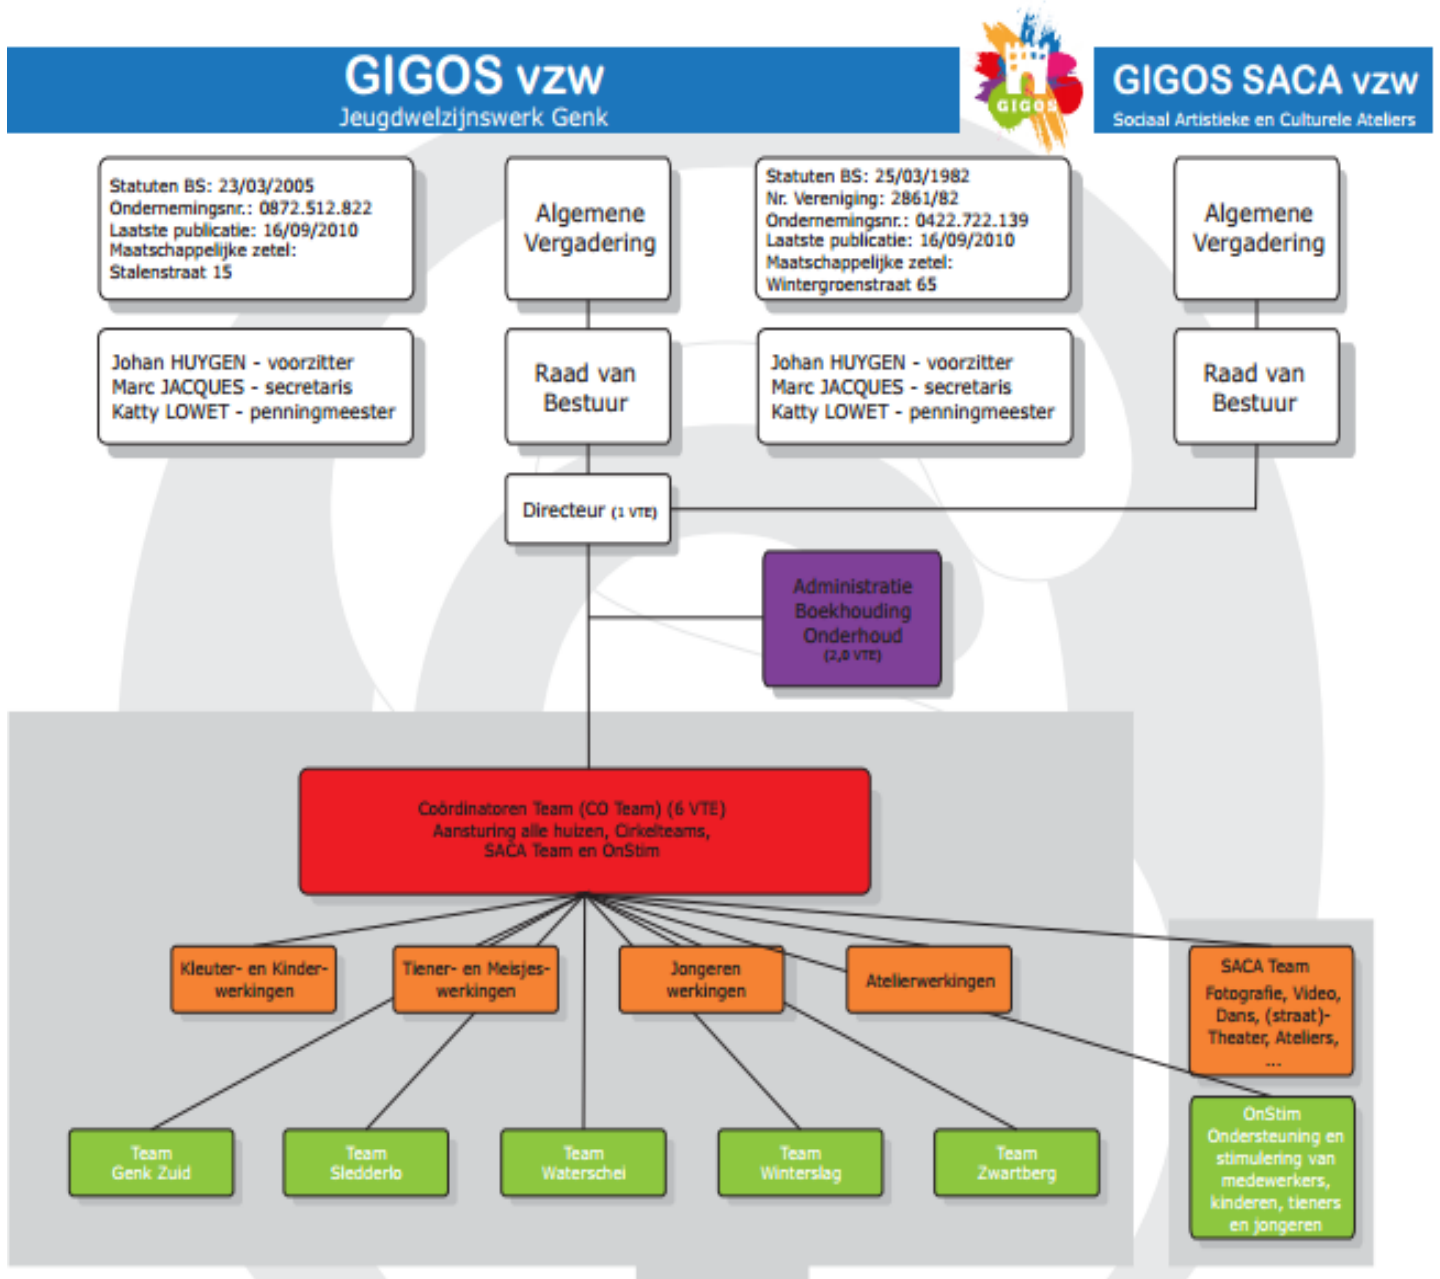 GIGOS vzw
Jeugdwelzijnswerk Genk
GIGOS
GIGOS SACA vzw
Sociaal Artistieke en Culturele Ateliers
Statuten BS: 23/03/2005
Ondernemingsnr.: 0872.512.822
Laatste publicatie: 16/09/2010
Maatschappelijke zetel:
Stalenstraat 15
Algemene
Vergadering
Statuten BS: 25/03/1982
Nr. Vereniging: 2861/82
Ondernemingsnr.: 0422.722.139
Laatste publicatie: 16/09/2010
Maatschappelijke zetel:
Wintergroenstraat 65
Algemene
Vergadering
Johan HUYGEN - voorzitter
Marc JACQUES - secretaris
Katty LOWET - penningmeester
Raad van
Bestuur
Johan HUYGEN - voorzitter
Marc JACQUES - secretaris
Katty LOWET - penningmeester
Raad van
Bestuur
Directeur (1 VTE)
Administratie
Boekhouding
Onderhoud
(2,0 VTE)
Coördinatoren Team (CO Team) (6 VTE)
Aansturing alle huizen, Cirkelteams,
SACA Team en OnStim
Kleuter- en Kinder-
werkingen
Tiener- en Meisjes-
werkingen
Jongeren
werkingen
Atelierwerkingen
SACA Team
Fotografie, Video,
Dans, (straat)-
Theater, Ateliers,
...
Team
Genk Zuid
Team
Sledderlo
Team
Waterschei
Team
Winterslag
Team
Zwartberg
OnStim
Ondersteuning en
stimulering van
medewerkers,
kinderen, tieners
en jongeren